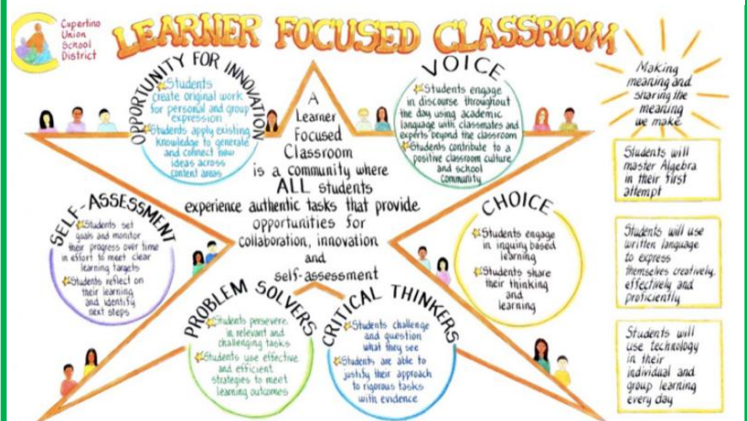 Cupertino
Union
School
District
LEARNER FOCUSED CLASSROOM
OPPORTUNITY FOR INNOVATION
Students
create original work
for personal and group
expression
Students apply existing
knowledge to generate
and connect new
ideas across
content areas
VOICE
Students engage
in discourse throughout
the day using academic
language with classmates and
experts beyond the classroom
Students contribute to a
positive classroom culture
and school
community
A
Learner
Focused
Classroom
is a community where
ALL students
experience authentic tasks that provide
opportunities for
collaboration, innovation
and
self-assessment
SELF-ASSESSMENT
Students set
goals and monitor
their progress over time
in effort to meet clear
learning targets
Students reflect on
their learning
and identify
next steps
CHOICE
Students engage
in inquiry based
learning
Students share
their thinking
and
learning
PROBLEM SOLVERS
Students persevere
in relevant and
challenging tasks
Students use effective
and efficient
strategies to meet
learning outcomes
CRITICAL THINKERS
Students challenge
and question
what they see
Students are able to
justify their approach
to rigorous tasks
with evidence
Making
meaning and
sharing the
meaning
we make
Students will
master Algebra
in their first
attempt
Students will use
written language
to express
themselves creatively,
effectively and
proficiently
Students will
use technology
in their
individual and
group learning
every day